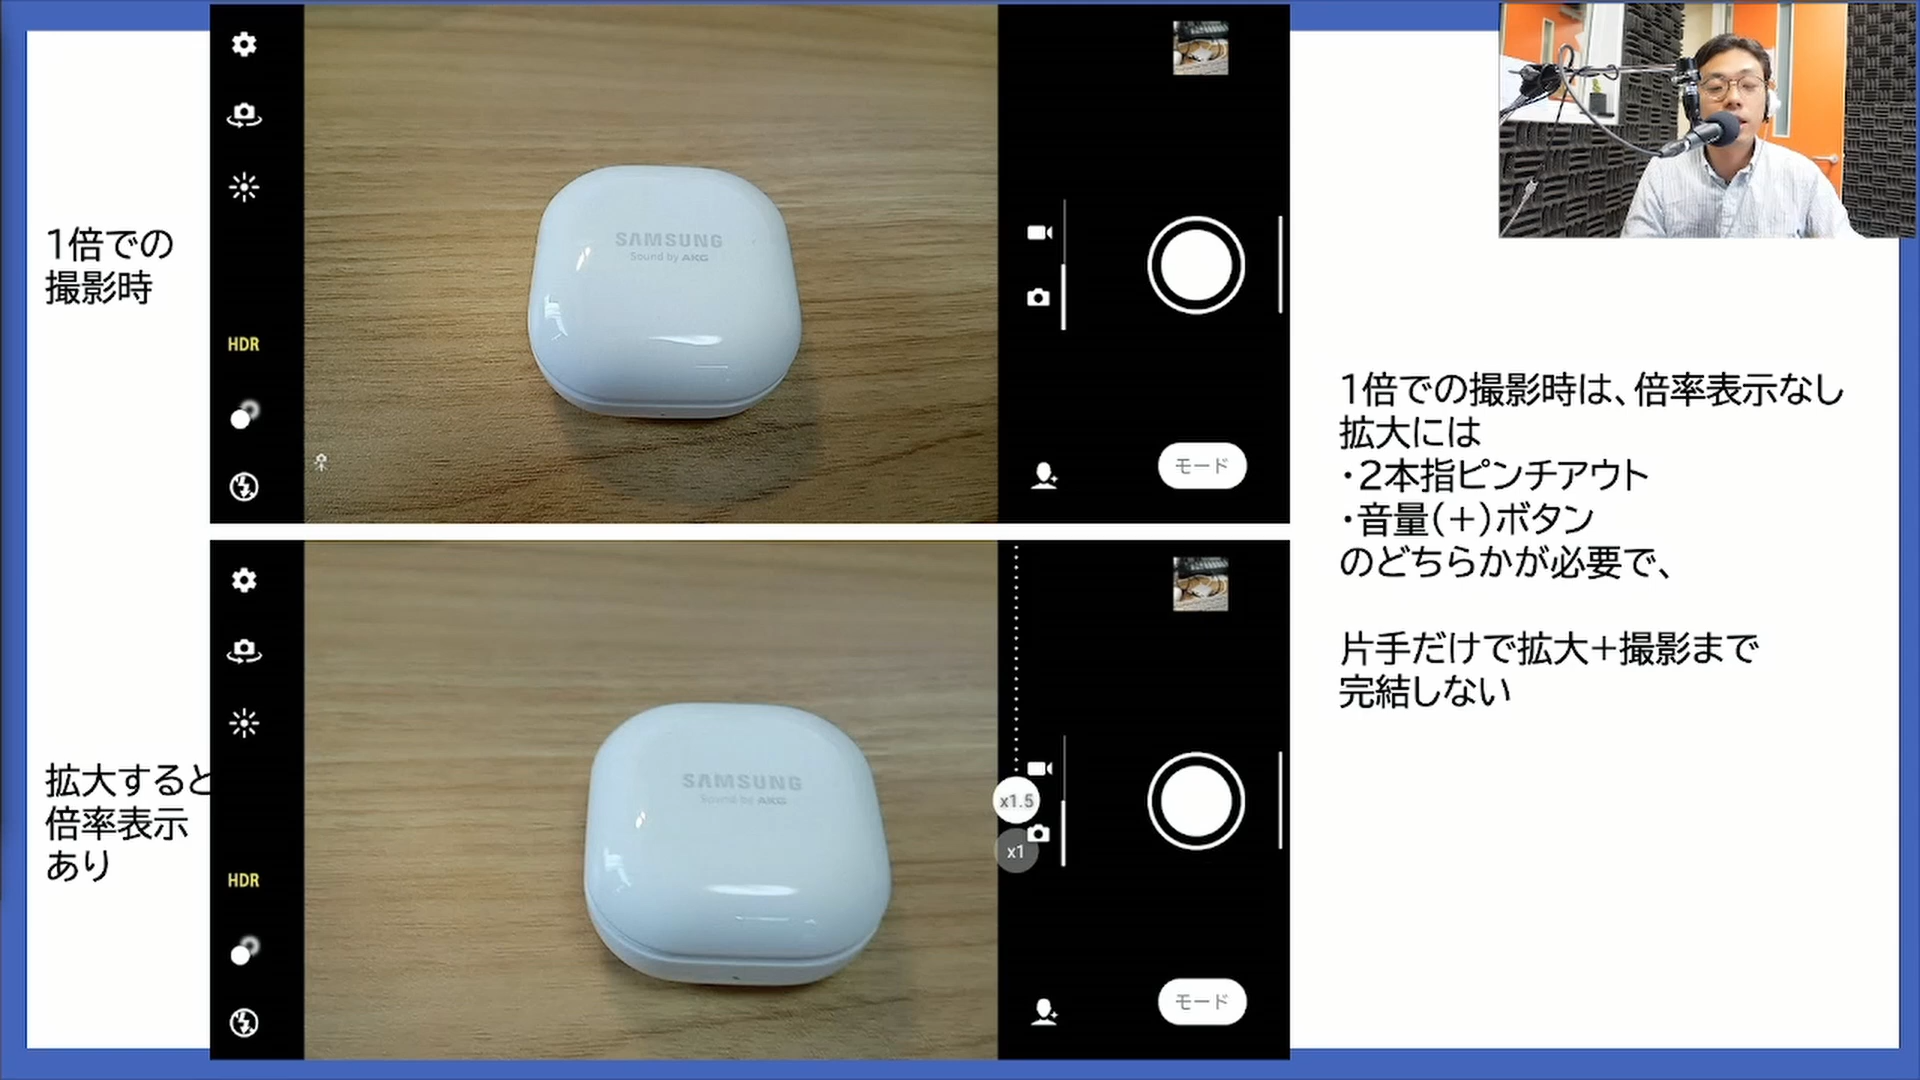 1倍での
撮影時
HDR
SAMSUNG
Sound by AKG
モード
拡大すると
倍率表示
あり
HDR
SAMSUNG
Sound by AKG
x1.5
x1
モード
1倍での撮影時は、倍率表示なし
拡大には
・2本指ピンチアウト
・音量(+)ボタン
のどちらかが必要で、
片手だけで拡大+撮影まで
完結しない